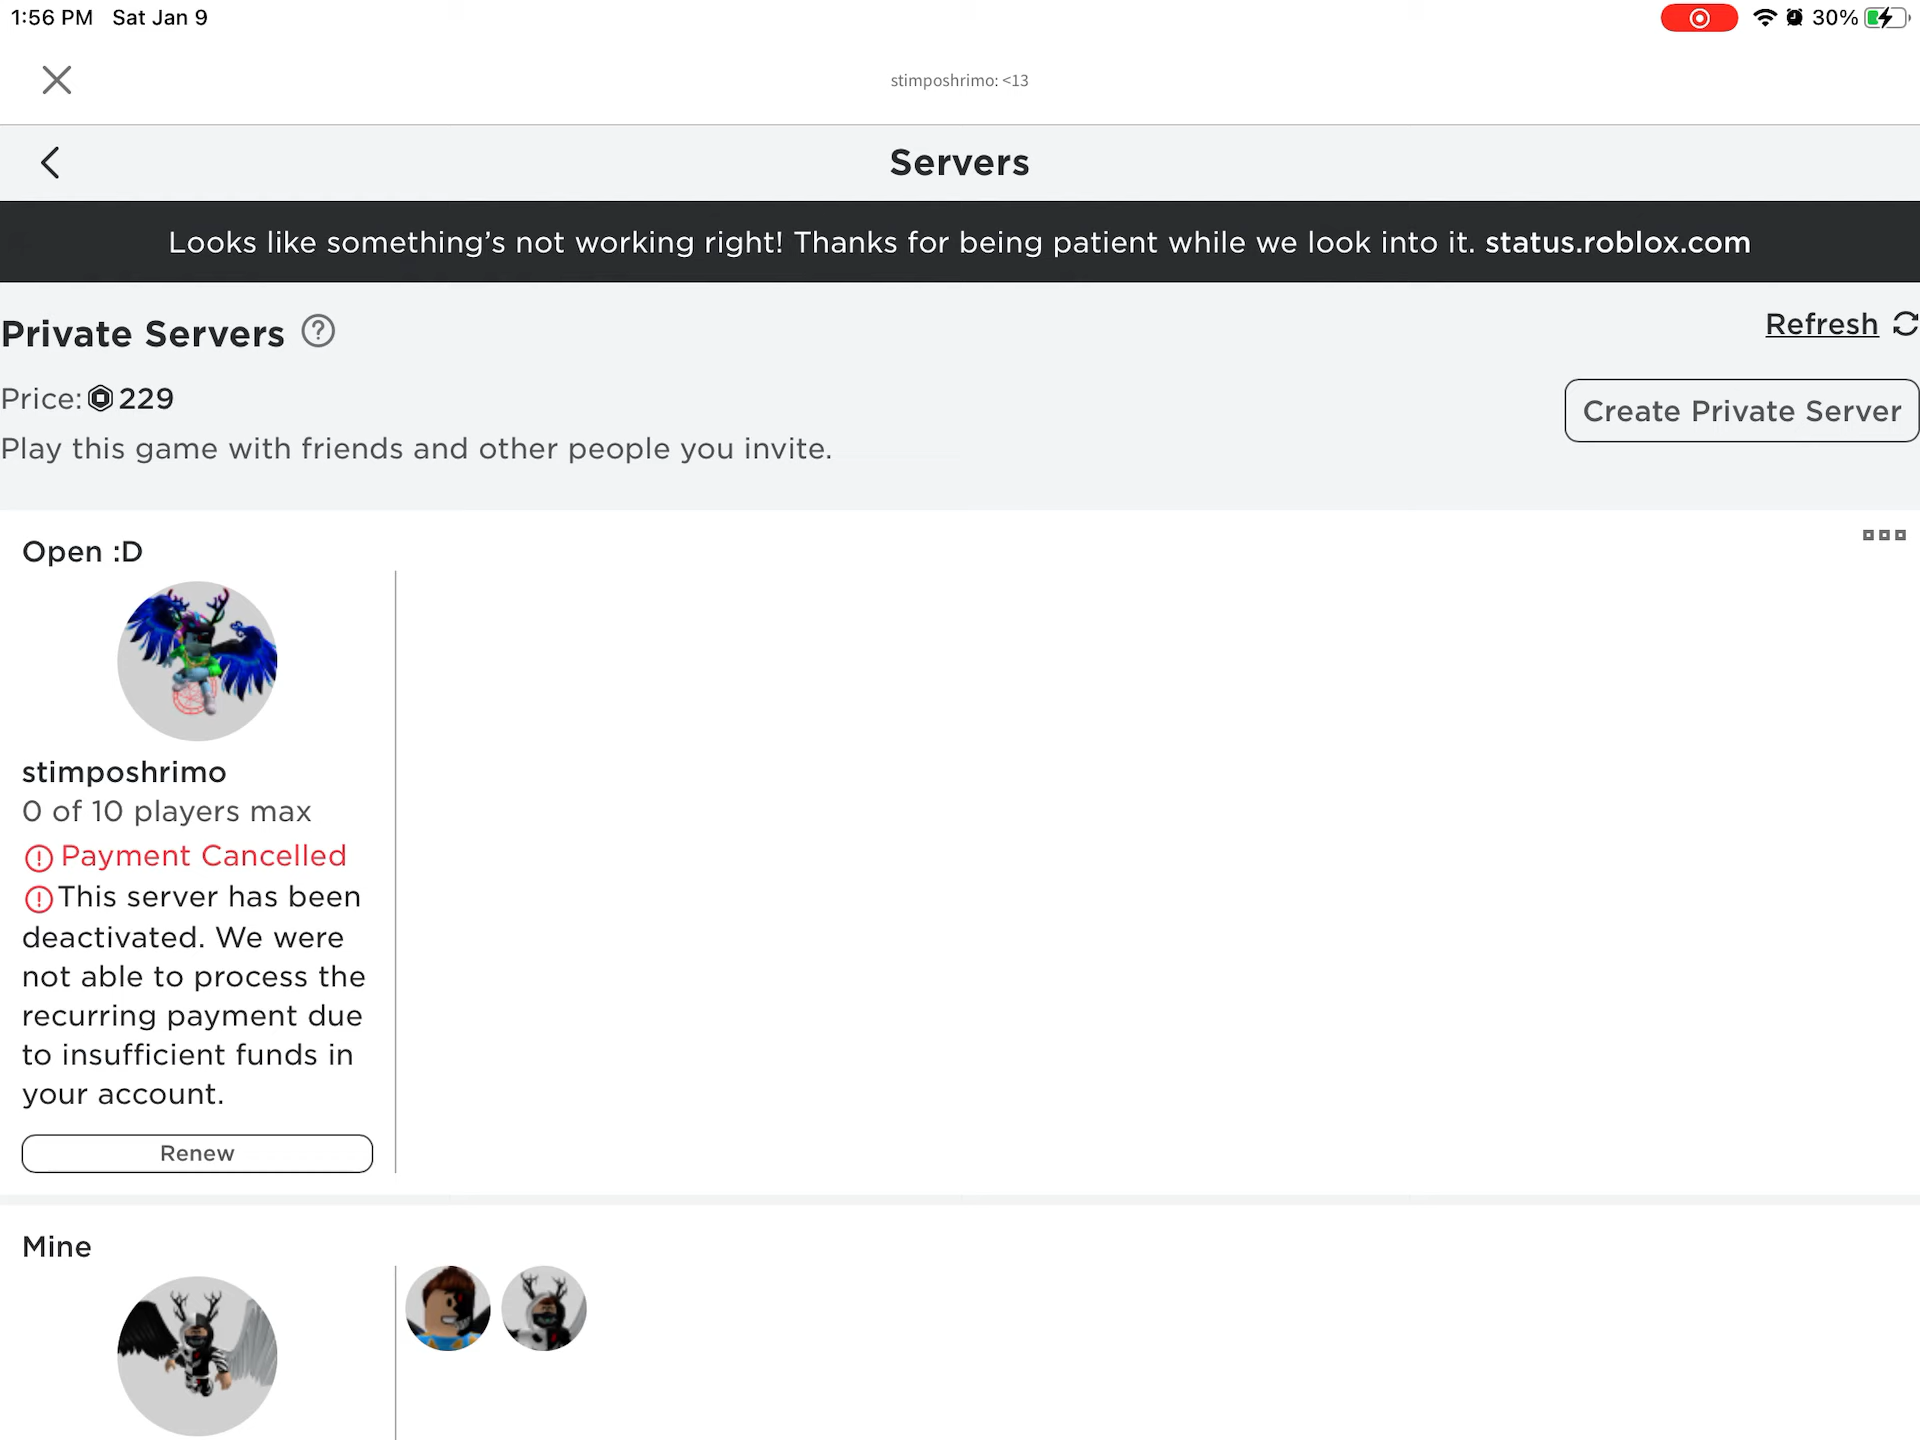 1:56 PM Sat Jan 9
30%
stimposhrimo: <13
Servers
Looks like something’s not working right! Thanks for being patient while we look into it. status.roblox.com
Private Servers
Refresh
Price: 229
Create Private Server
Play this game with friends and other people you invite.
Open :D
stimposhrimo
0 of 10 players max
Payment Cancelled
This server has been
deactivated. We were
not able to process the
recurring payment due
to insufficient funds in
your account.
Renew
Mine